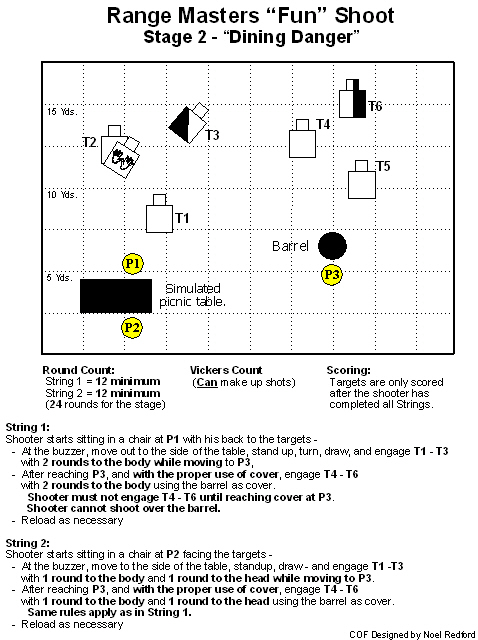 Range Masters “Fun” Shoot
Stage 2 - “Dining Danger”
15 Yds.
T6
T4
T2
T3
T5
10 Yds.
T1
Barrel
P1
P3
5 Yds.
Simulated
picnic table.
P2
Round Count:
String 1 = 12 minimum
String 2 = 12 minimum
(24 rounds for the stage)
Vickers Count
(Can make up shots)
Scoring:
Targets are only scored
after the shooter has
completed all Strings.
String 1:
Shooter starts sitting in a chair at P1 with his back to the targets -
- At the buzzer, move out to the side of the table, stand up, turn, draw, and engage T1 - T3
with 2 rounds to the body while moving to P3,
- After reaching P3, and with the proper use of cover, engage T4 - T6
with 2 rounds to the body using the barrel as cover.
Shooter must not engage T4 - T6 until reaching cover at P3.
Shooter cannot shoot over the barrel.
- Reload as necessary
String 2:
Shooter starts sitting in a chair at P2 facing the targets -
- At the buzzer, move to the side of the table, standup, draw - and engage T1 -T3
with 1 round to the body and 1 round to the head while moving to P3.
- After reaching P3, and with the proper use of cover, engage T4 - T6
with 1 round to the body and 1 round to the head using the barrel as cover.
Same rules apply as in String 1.
- Reload as necessary
COF Designed by Noel Redford